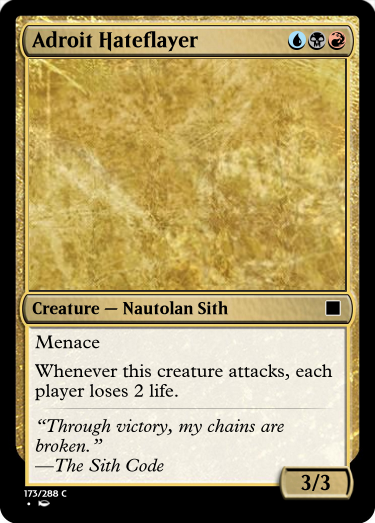 Adroit Hateflayer
Creature — Nautolan Sith
Menace
Whenever this creature attacks, each
player loses 2 life.
“Through victory, my chains are
broken.”
—The Sith Code
3/3
173/288 C